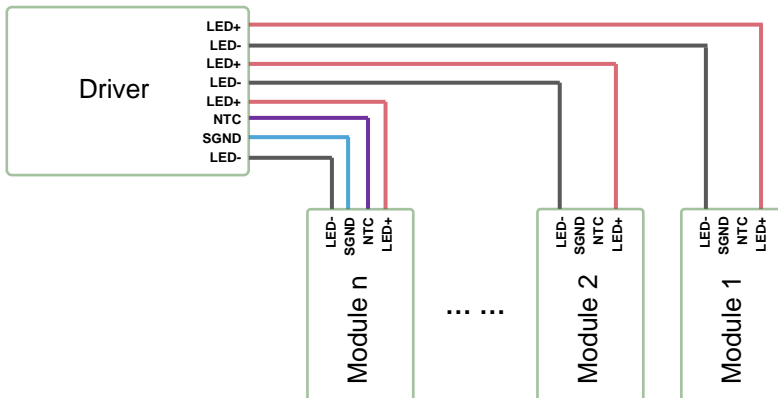 LED+
LED-
LED+
LED-
LED+
NTC
SGND
LED-
Driver
LED-
SGND
NTC
LED+
Module n
... ...
LED-
SGND
NTC
LED+
Module 2
LED-
SGND
NTC
LED+
Module 1